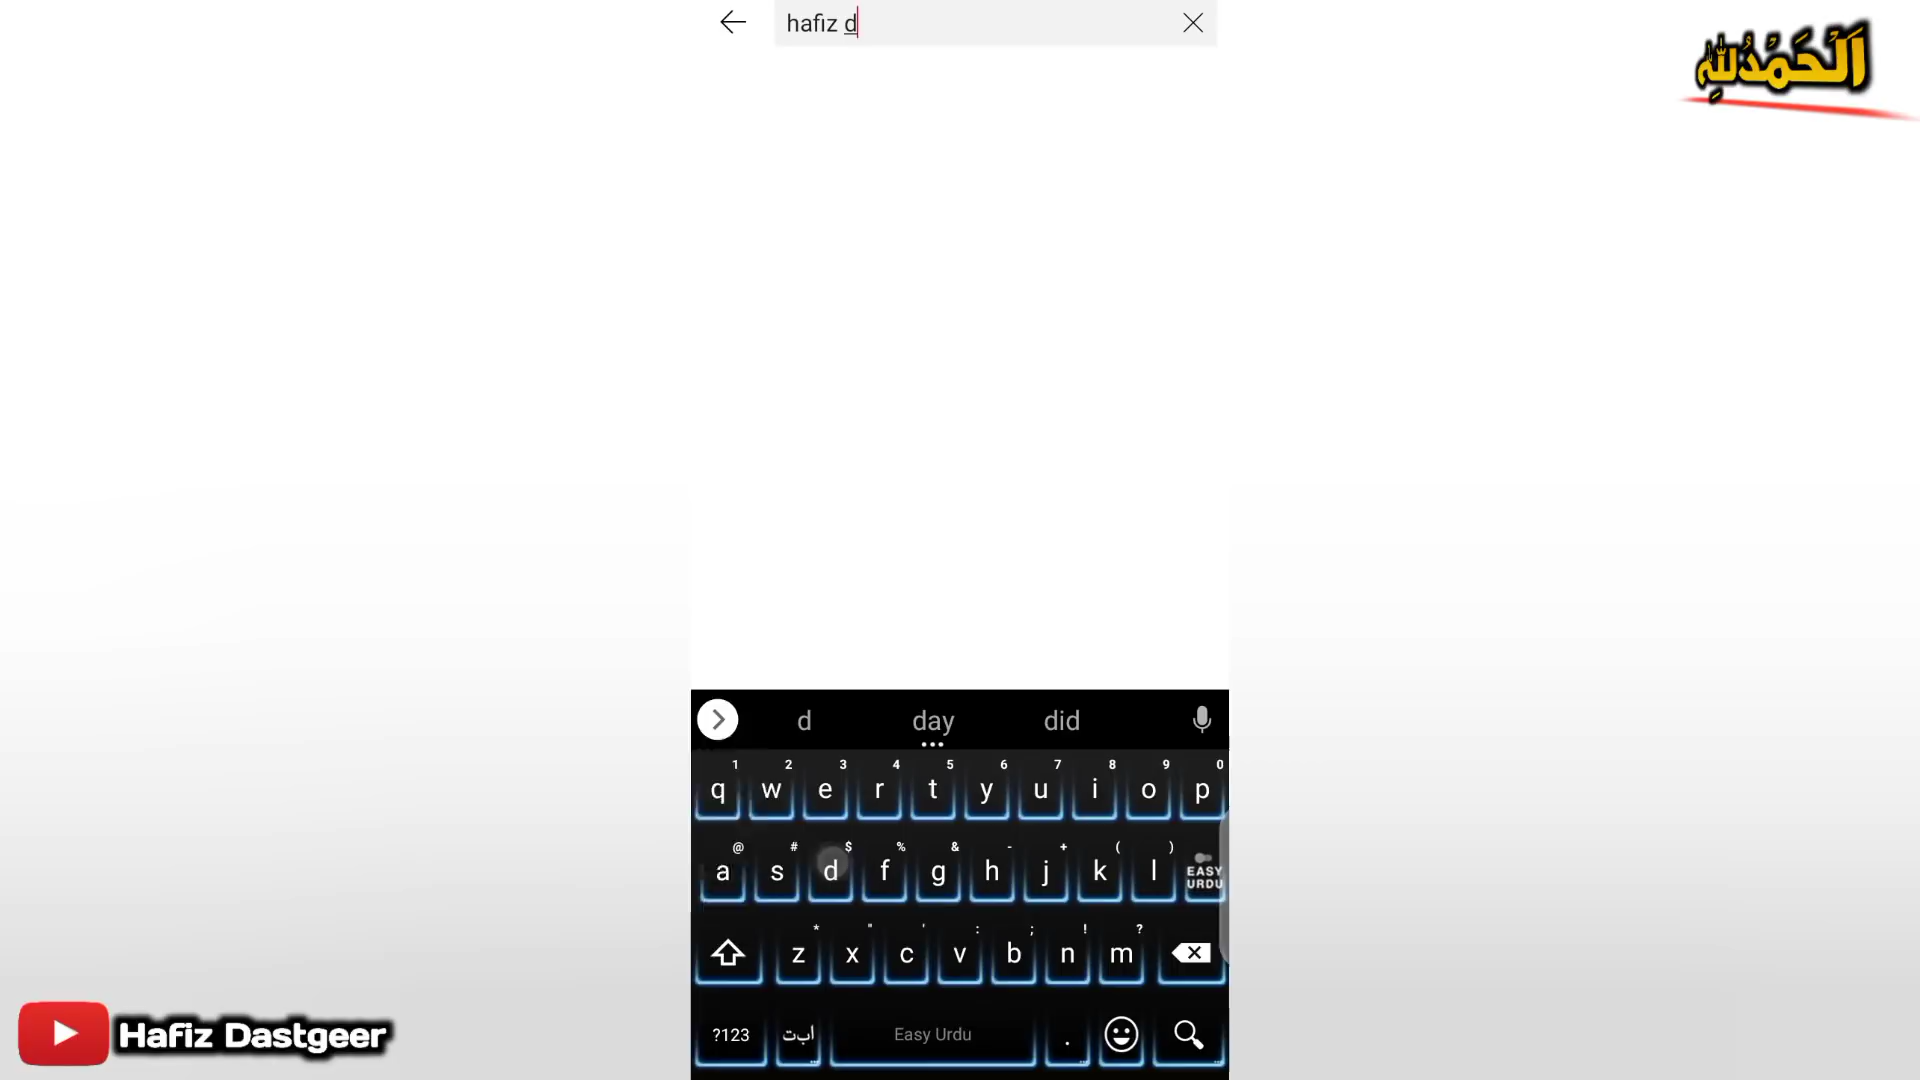 hafiz d
اَلْحَمْدُلِلّٰهِ
d day did
1 2 3 4 5 6 7 8 9 0
q w e r t y u i o p
@ # $ % & - + ( )
a s d f g h j k l EASY URDU
* " ' : ; ! ?
z x c v b n m
?123 ابت Easy Urdu .
Hafiz Dastgeer